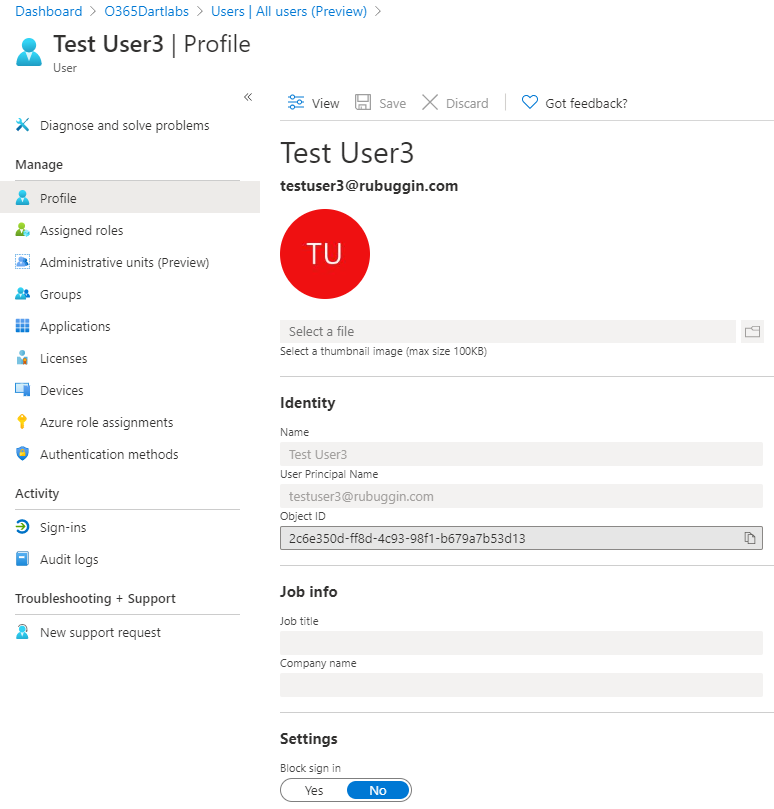 Dashboard > O365Dartlabs > Users | All users (Preview) >
Test User3 | Profile
User
«
Diagnose and solve problems
Manage
Profile
Assigned roles
Administrative units (Preview)
Groups
Applications
Licenses
Devices
Azure role assignments
Authentication methods
Activity
Sign-ins
Audit logs
Troubleshooting + Support
New support request
View Save Discard Got feedback?
Test User3
testuser3@rubuggin.com
TU
Select a file
Select a thumbnail image (max size 100KB)
Identity
Name
Test User3
User Principal Name
testuser3@rubuggin.com
Object ID
2c6e350d-ff8d-4c93-98f1-b679a7b53d13
Job info
Job title
Company name
Settings
Block sign in
Yes No